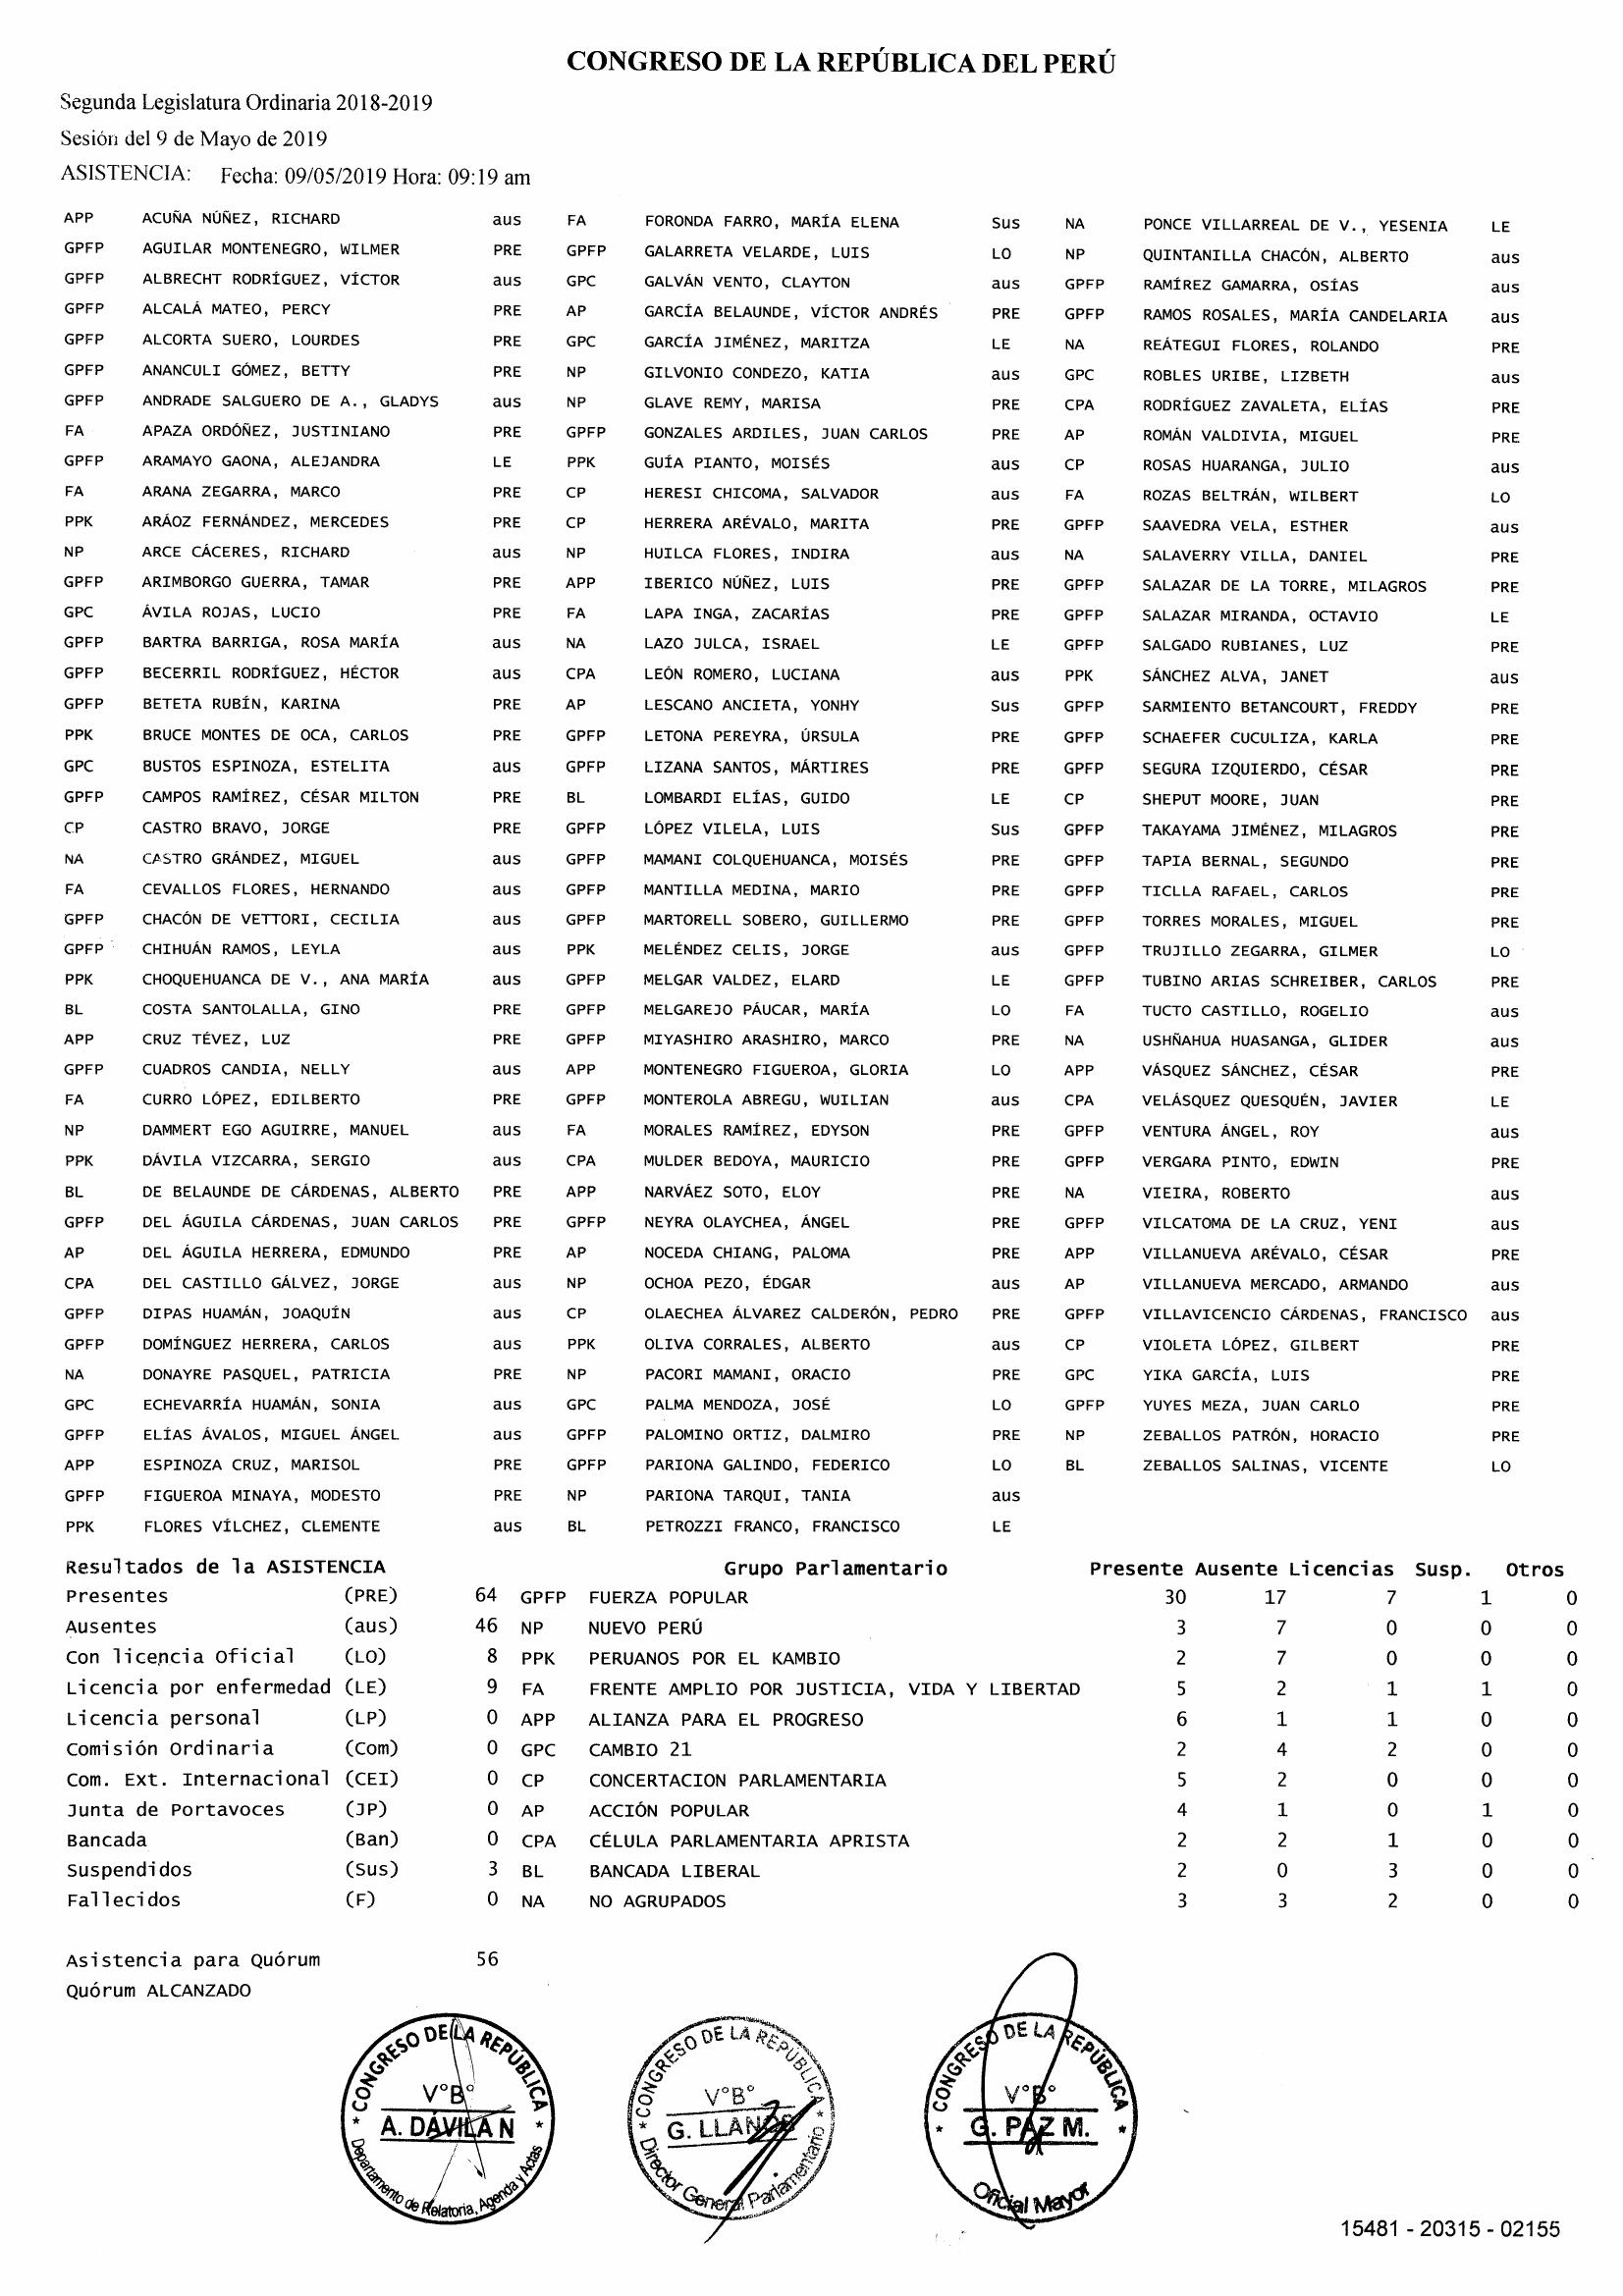 CONGRESO DE LA REPÚBLICA DEL PERÚ
Segunda Legislatura Ordinaria 2018-2019
Sesión del 9 de Mayo de 2019
ASISTENCIA: Fecha: 09/05/2019 Hora: 09:19 am
APP ACUÑA NÚÑEZ, RICHARD aus FA FORONDA FARRO, MARÍA ELENA Sus NA PONCE VILLARREAL DE V., YESENIA LE
GPFP AGUILAR MONTENEGRO, WILMER PRE GPFP GALARRETA VELARDE, LUIS LO NP QUINTANILLA CHACÓN, ALBERTO aus
GPFP ALBRECHT RODRÍGUEZ, VÍCTOR aus GPC GALVÁN VENTO, CLAYTON aus GPFP RAMÍREZ GAMARRA, OSÍAS aus
GPFP ALCALÁ MATEO, PERCY PRE AP GARCÍA BELAUNDE, VÍCTOR ANDRÉS PRE GPFP RAMOS ROSALES, MARÍA CANDELARIA aus
GPFP ALCORTA SUERO, LOURDES PRE GPC GARCÍA JIMÉNEZ, MARITZA LE NA REÁTEGUI FLORES, ROLANDO PRE
GPFP ANANCULI GÓMEZ, BETTY PRE NP GILVONIO CONDEZO, KATIA aus GPC ROBLES URIBE, LIZBETH aus
GPFP ANDRADE SALGUERO DE A., GLADYS aus NP GLAVE REMY, MARISA PRE CPA RODRÍGUEZ ZAVALETA, ELÍAS PRE
FA APAZA ORDÓÑEZ, JUSTINIANO PRE GPFP GONZALES ARDILES, JUAN CARLOS PRE AP ROMÁN VALDIVIA, MIGUEL PRE
GPFP ARAMAYO GAONA, ALEJANDRA LE PPK GUÍA PIANTO, MOISÉS aus CP ROSAS HUARANGA, JULIO aus
FA ARANA ZEGARRA, MARCO PRE CP HERESI CHICOMA, SALVADOR aus FA ROZAS BELTRÁN, WILBERT LO
PPK ARÁOZ FERNÁNDEZ, MERCEDES PRE CP HERRERA ARÉVALO, MARITA PRE GPFP SAAVEDRA VELA, ESTHER aus
NP ARCE CÁCERES, RICHARD aus NP HUILCA FLORES, INDIRA aus NA SALAVERRY VILLA, DANIEL PRE
GPFP ARIMBORGO GUERRA, TAMAR PRE APP IBERICO NÚÑEZ, LUIS PRE GPFP SALAZAR DE LA TORRE, MILAGROS PRE
GPC ÁVILA ROJAS, LUCIO PRE FA LAPA INGA, ZACARÍAS PRE GPFP SALAZAR MIRANDA, OCTAVIO LE
GPFP BARTRA BARRIGA, ROSA MARÍA aus NA LAZO JULCA, ISRAEL LE GPFP SALGADO RUBIANES, LUZ PRE
GPFP BECERRIL RODRÍGUEZ, HÉCTOR aus CPA LEÓN ROMERO, LUCIANA aus PPK SÁNCHEZ ALVA, JANET aus
GPFP BETETA RUBÍN, KARINA PRE AP LESCANO ANCIETA, YONHY Sus GPFP SARMIENTO BETANCOURT, FREDDY PRE
PPK BRUCE MONTES DE OCA, CARLOS PRE GPFP LETONA PEREYRA, ÚRSULA PRE GPFP SCHAEFER CUCULIZA, KARLA PRE
GPC BUSTOS ESPINOZA, ESTELITA aus GPFP LIZANA SANTOS, MÁRTIRES PRE GPFP SEGURA IZQUIERDO, CÉSAR PRE
GPFP CAMPOS RAMÍREZ, CÉSAR MILTON PRE BL LOMBARDI ELÍAS, GUIDO LE CP SHEPUT MOORE, JUAN PRE
CP CASTRO BRAVO, JORGE PRE GPFP LÓPEZ VILELA, LUIS Sus GPFP TAKAYAMA JIMÉNEZ, MILAGROS PRE
NA CASTRO GRÁNDEZ, MIGUEL aus GPFP MAMANI COLQUEHUANCA, MOISÉS PRE GPFP TAPIA BERNAL, SEGUNDO PRE
FA CEVALLOS FLORES, HERNANDO aus GPFP MANTILLA MEDINA, MARIO PRE GPFP TICLLA RAFAEL, CARLOS PRE
GPFP CHACÓN DE VETTORI, CECILIA aus GPFP MARTORELL SOBERO, GUILLERMO PRE GPFP TORRES MORALES, MIGUEL PRE
GPFP CHIHUÁN RAMOS, LEYLA aus PPK MELÉNDEZ CELIS, JORGE aus GPFP TRUJILLO ZEGARRA, GILMER LO
PPK CHOQUEHUANCA DE V., ANA MARÍA aus GPFP MELGAR VALDEZ, ELARD LE GPFP TUBINO ARIAS SCHREIBER, CARLOS PRE
BL COSTA SANTOLALLA, GINO PRE GPFP MELGAREJO PÁUCAR, MARÍA LO FA TUCTO CASTILLO, ROGELIO aus
APP CRUZ TÉVEZ, LUZ PRE GPFP MIYASHIRO ARASHIRO, MARCO PRE NA USHÑAHUA HUASANGA, GLIDER aus
GPFP CUADROS CANDIA, NELLY aus APP MONTENEGRO FIGUEROA, GLORIA LO APP VÁSQUEZ SÁNCHEZ, CÉSAR PRE
FA CURRO LÓPEZ, EDILBERTO PRE GPFP MONTEROLA ABREGU, WUILIAN aus CPA VELÁSQUEZ QUESQUÉN, JAVIER LE
NP DAMMERT EGO AGUIRRE, MANUEL aus FA MORALES RAMÍREZ, EDYSON PRE GPFP VENTURA ÁNGEL, ROY aus
PPK DÁVILA VIZCARRA, SERGIO aus CPA MULDER BEDOYA, MAURICIO PRE GPFP VERGARA PINTO, EDWIN PRE
BL DE BELAUNDE DE CÁRDENAS, ALBERTO PRE APP NARVÁEZ SOTO, ELOY PRE NA VIEIRA, ROBERTO aus
GPFP DEL ÁGUILA CÁRDENAS, JUAN CARLOS PRE GPFP NEYRA OLAYCHEA, ÁNGEL PRE GPFP VILCATOMA DE LA CRUZ, YENI aus
AP DEL ÁGUILA HERRERA, EDMUNDO PRE AP NOCEDA CHIANG, PALOMA PRE APP VILLANUEVA ARÉVALO, CÉSAR PRE
CPA DEL CASTILLO GÁLVEZ, JORGE aus NP OCHOA PEZO, ÉDGAR aus AP VILLANUEVA MERCADO, ARMANDO aus
GPFP DIPAS HUAMÁN, JOAQUÍN aus CP OLAECHEA ÁLVAREZ CALDERÓN, PEDRO PRE GPFP VILLAVICENCIO CÁRDENAS, FRANCISCO aus
GPFP DOMÍNGUEZ HERRERA, CARLOS aus PPK OLIVA CORRALES, ALBERTO aus CP VIOLETA LÓPEZ, GILBERT PRE
NA DONAYRE PASQUEL, PATRICIA PRE NP PACORI MAMANI, ORACIO PRE GPC YIKA GARCÍA, LUIS PRE
GPC ECHEVARRÍA HUAMÁN, SONIA aus GPC PALMA MENDOZA, JOSÉ LO GPFP YUYES MEZA, JUAN CARLO PRE
GPFP ELÍAS ÁVALOS, MIGUEL ÁNGEL aus GPFP PALOMINO ORTIZ, DALMIRO PRE NP ZEBALLOS PATRÓN, HORACIO PRE
APP ESPINOZA CRUZ, MARISOL PRE GPFP PARIONA GALINDO, FEDERICO LO BL ZEBALLOS SALINAS, VICENTE LO
GPFP FIGUEROA MINAYA, MODESTO PRE NP PARIONA TARQUI, TANIA aus
PPK FLORES VÍLCHEZ, CLEMENTE aus BL PETROZZI FRANCO, FRANCISCO LE
Resultados de la ASISTENCIA Grupo Parlamentario Presente Ausente Licencias Susp. Otros
Presentes (PRE) 64 GPFP FUERZA POPULAR 30 17 7 1 0
Ausentes (aus) 46 NP NUEVO PERÚ 3 7 0 0 0
Con licencia Oficial (LO) 8 PPK PERUANOS POR EL KAMBIO 2 7 0 0 0
Licencia por enfermedad (LE) 9 FA FRENTE AMPLIO POR JUSTICIA, VIDA Y LIBERTAD 5 2 1 1 0
Licencia personal (LP) 0 APP ALIANZA PARA EL PROGRESO 6 1 1 0 0
Comisión Ordinaria (Com) 0 GPC CAMBIO 21 2 4 2 0 0
Com. Ext. Internacional (CEI) 0 CP CONCERTACION PARLAMENTARIA 5 2 0 0 0
Junta de Portavoces (JP) 0 AP ACCIÓN POPULAR 4 1 0 1 0
Bancada (Ban) 0 CPA CÉLULA PARLAMENTARIA APRISTA 2 2 1 0 0
Suspendidos (Sus) 3 BL BANCADA LIBERAL 2 0 3 0 0
Fallecidos (F) 0 NA NO AGRUPADOS 3 3 2 0 0
Asistencia para Quórum 56
Quórum ALCANZADO
CONGRESO DE LA REPÚBLICA
V°B°
A. DÁVILA N
Departamento de Relatoria, Agenda y Actas
CONGRESO DE LA REPÚBLICA
V°B°
G. LLANOS
Director General Parlamentario
CONGRESO DE LA REPÚBLICA
V°B°
G. PAZ M.
Oficial Mayor
15481 - 20315 - 02155